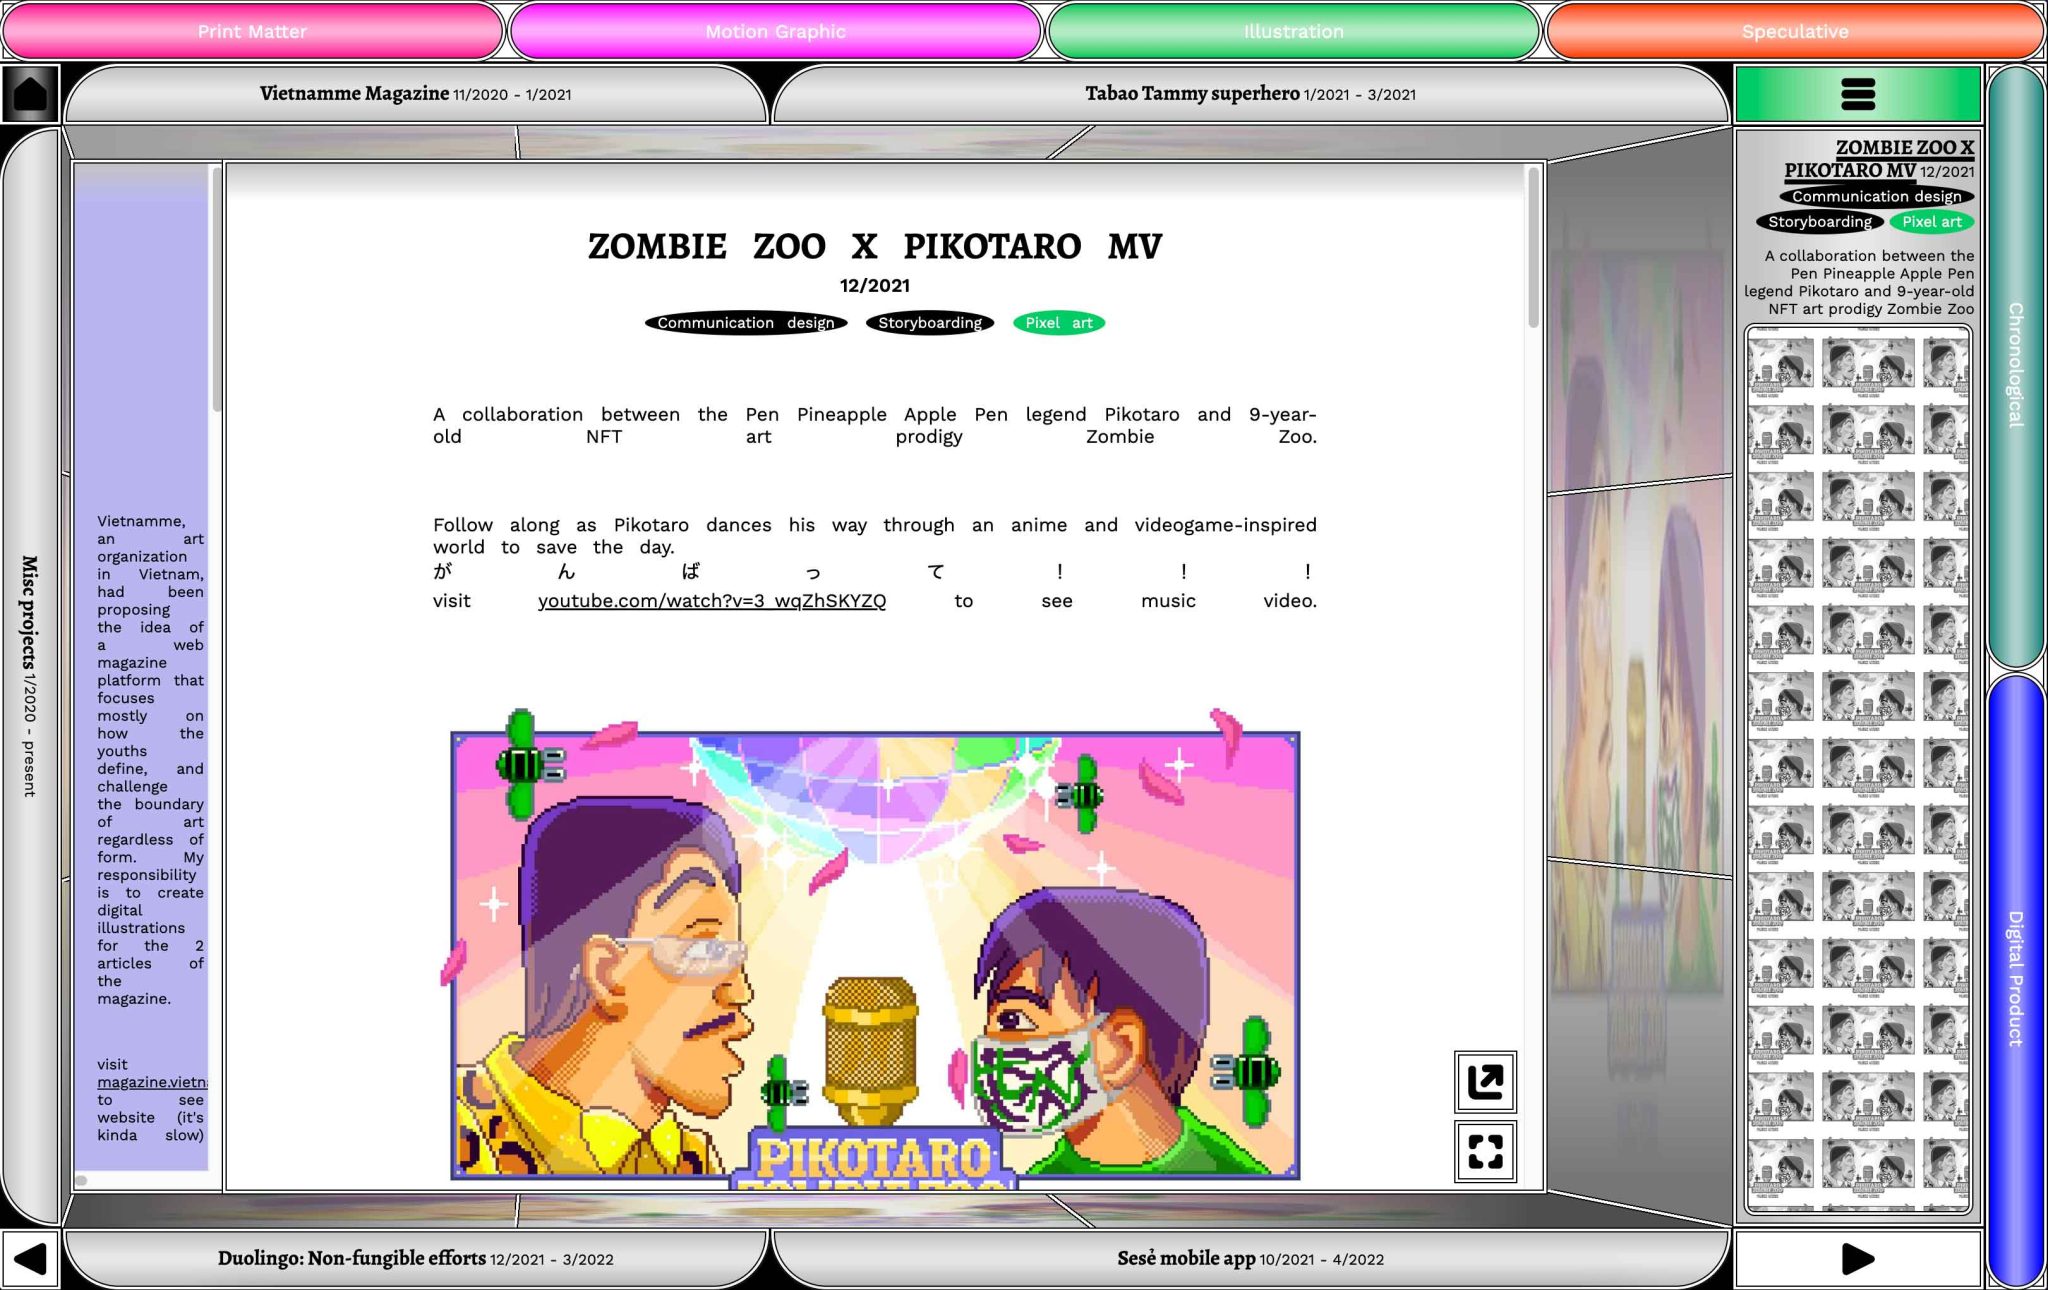 Print Matter
Motion Graphic
Illustration
Speculative
Vietnamme Magazine 11/2020 - 1/2021
Tabao Tammy superhero 1/2021 - 3/2021
Misc projects 1/2020 - present
Vietnamme,
an art
organization
in Vietnam,
had been
proposing
the idea of
a web
magazine
platform that
focuses
mostly on
how the
youths
define, and
challenge
the boundary
of art
regardless of
form. My
responsibility
is to create
digital
illustrations
for the 2
articles of
the
magazine.
visit
magazine.vietn
to see
website (it's
kinda slow)
ZOMBIE ZOO X PIKOTARO MV
12/2021
Communication design
Storyboarding
Pixel art
A collaboration between the Pen Pineapple Apple Pen legend Pikotaro and 9-year-
old NFT art prodigy Zombie Zoo.
Follow along as Pikotaro dances his way through an anime and videogame-inspired
world to save the day.
がんばって!!!
visit youtube.com/watch?v=3_wqZhSKYZQ to see music video.
PIKOTARO
ZOMBIE ZOO X
PIKOTARO MV 12/2021
Communication design
Storyboarding Pixel art
A collaboration between the
Pen Pineapple Apple Pen
legend Pikotaro and 9-year-old
NFT art prodigy Zombie Zoo
Chronological
Digital Product
Duolingo: Non-fungible efforts 12/2021 - 3/2022
Sesẻ mobile app 10/2021 - 4/2022